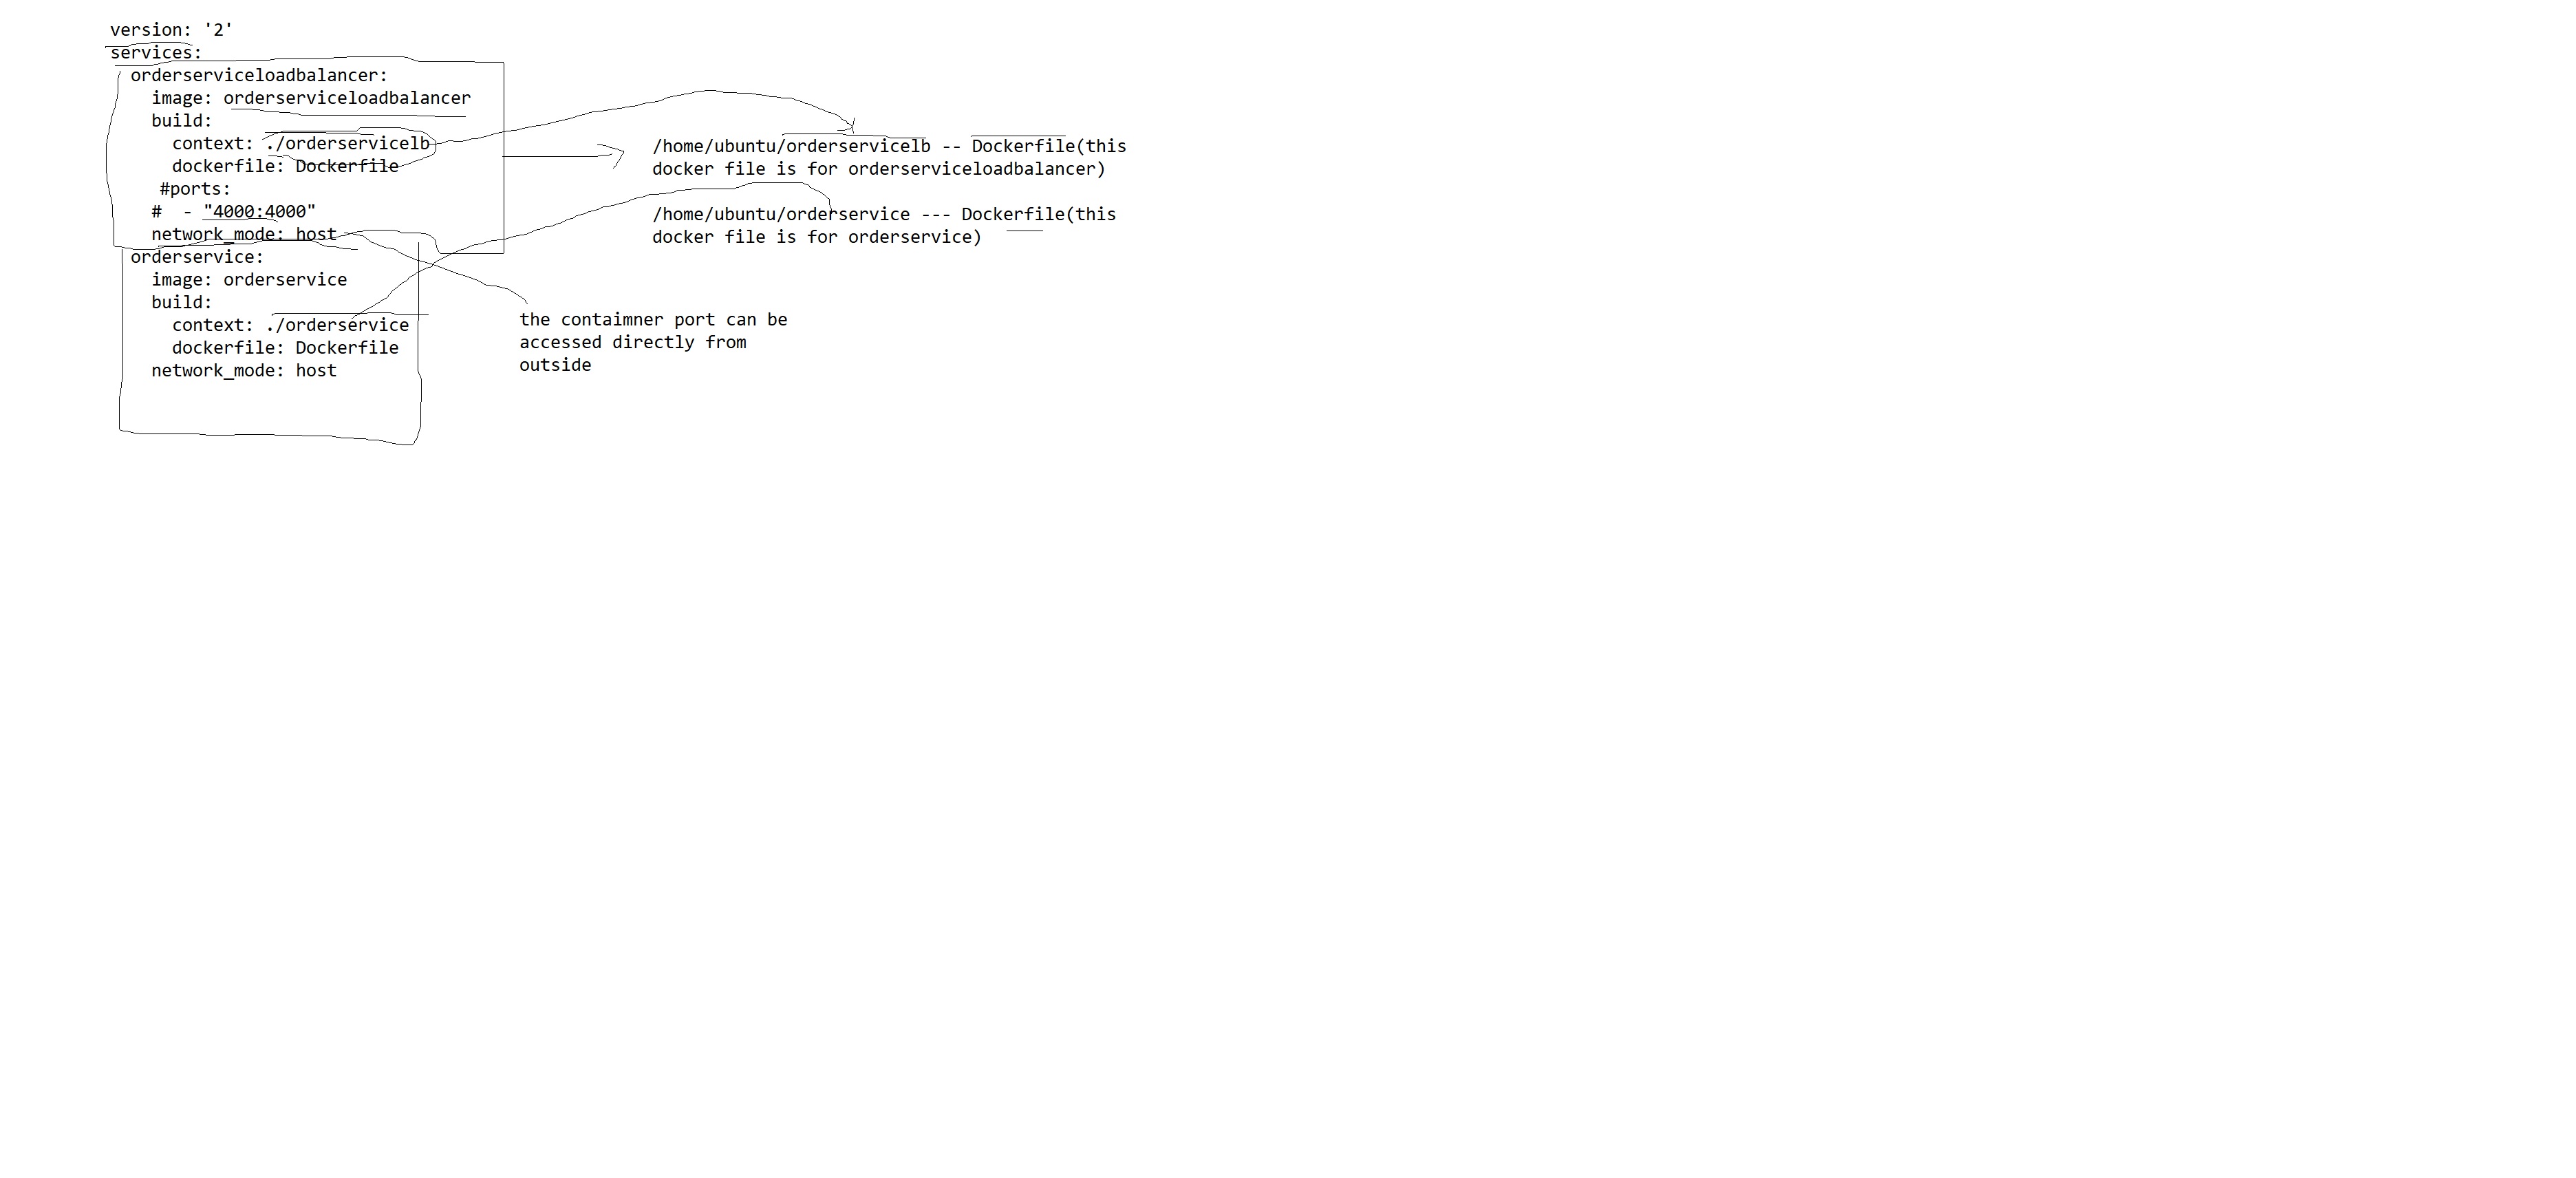 version: '2'
services:
  orderserviceloadbalancer:
    image: orderserviceloadbalancer
    build:
      context: ./orderservicelb
      dockerfile: Dockerfile
     #ports:
    #  - "4000:4000"
    network_mode: host
  orderservice:
    image: orderservice
    build:
      context: ./orderservice
      dockerfile: Dockerfile
    network_mode: host
/home/ubuntu/orderservicelb -- Dockerfile(this
docker file is for orderserviceloadbalancer)
/home/ubuntu/orderservice --- Dockerfile(this
docker file is for orderservice)
the contaimner port can be
accessed directly from
outside